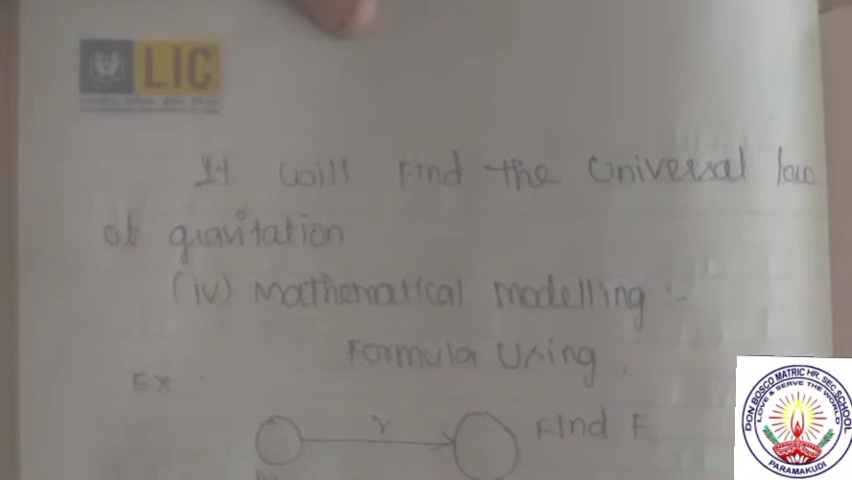 LIC
It will Find the Universal law
of gravitation
(iv) Mathematical modelling :-
Formula Using.
Ex
r
Find F
DON BOSCO MATRIC HR. SEC SCHOOL
LOVE & SERVE THE WORLD
PARAMAKUDI